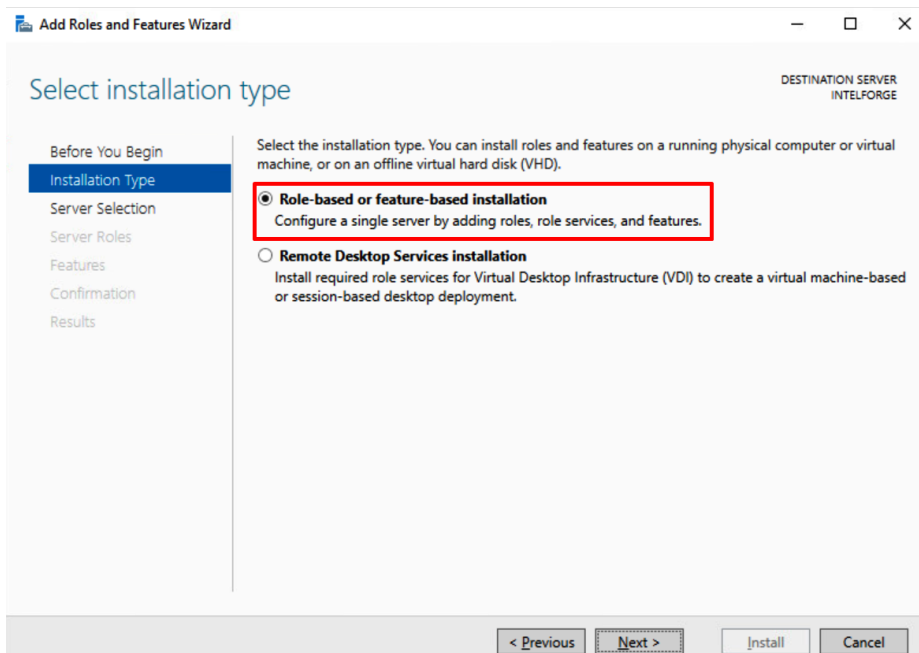 Add Roles and Features Wizard
Select installation type
DESTINATION SERVER
INTELFORGE
Before You Begin
Installation Type
Server Selection
Server Roles
Features
Confirmation
Results
Select the installation type. You can install roles and features on a running physical computer or virtual
machine, or on an offline virtual hard disk (VHD).
Role-based or feature-based installation
Configure a single server by adding roles, role services, and features.
Remote Desktop Services installation
Install required role services for Virtual Desktop Infrastructure (VDI) to create a virtual machine-based
or session-based desktop deployment.
< Previous
Next >
Install
Cancel